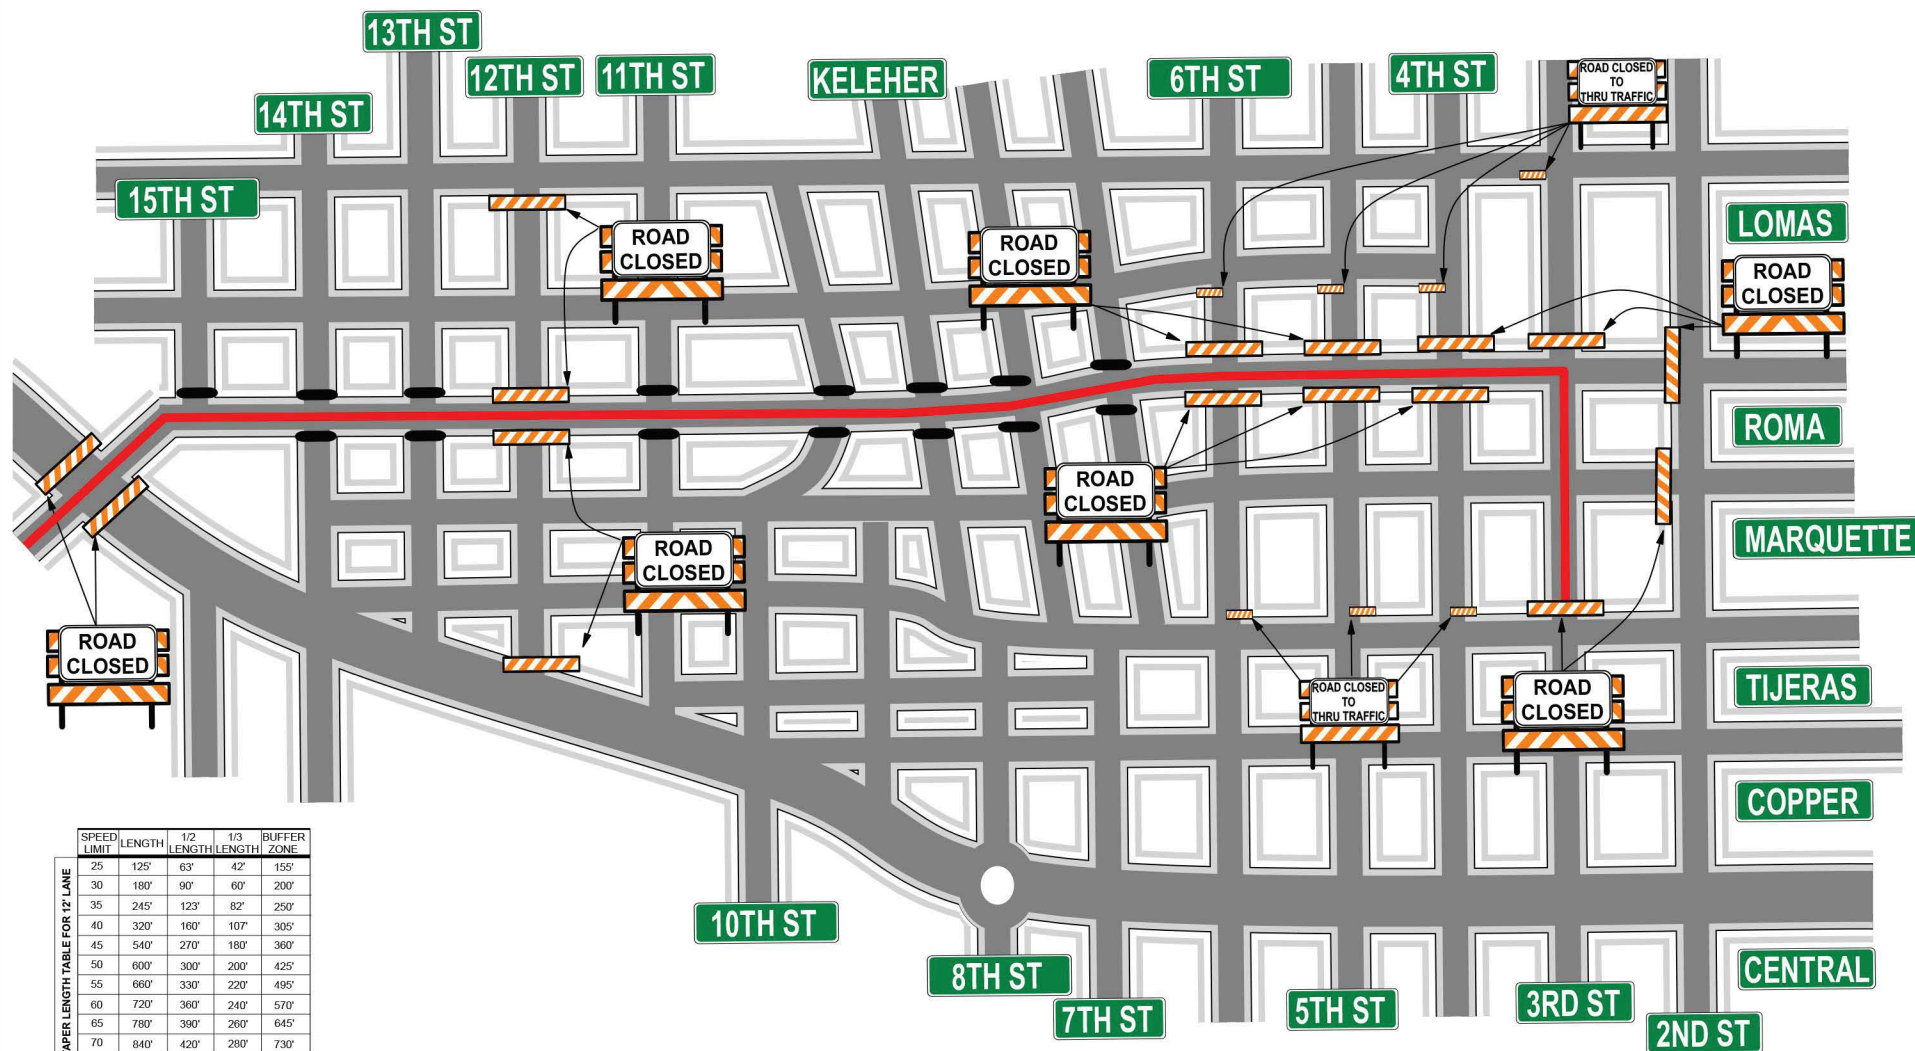 13TH ST
12TH ST
11TH ST
KELEHER
6TH ST
4TH ST
ROAD CLOSED
TO
THRU TRAFFIC
14TH ST
15TH ST
LOMAS
ROAD
CLOSED
ROAD
CLOSED
ROAD
CLOSED
ROMA
ROAD
CLOSED
MARQUETTE
ROAD
CLOSED
ROAD
CLOSED
ROAD CLOSED
TO
THRU TRAFFIC
ROAD
CLOSED
TIJERAS
COPPER
10TH ST
8TH ST
7TH ST
5TH ST
3RD ST
2ND ST
CENTRAL
TAPER LENGTH TABLE FOR 12' LANE
SPEED LIMIT LENGTH 1/2 LENGTH 1/3 LENGTH BUFFER ZONE
25 125' 63' 42' 155'
30 180' 90' 60' 200'
35 245' 123' 82' 250'
40 320' 160' 107' 305'
45 540' 270' 180' 360'
50 600' 300' 200' 425'
55 660' 330' 220' 495'
60 720' 360' 240' 570'
65 780' 390' 260' 645'
70 840' 420' 280' 730'